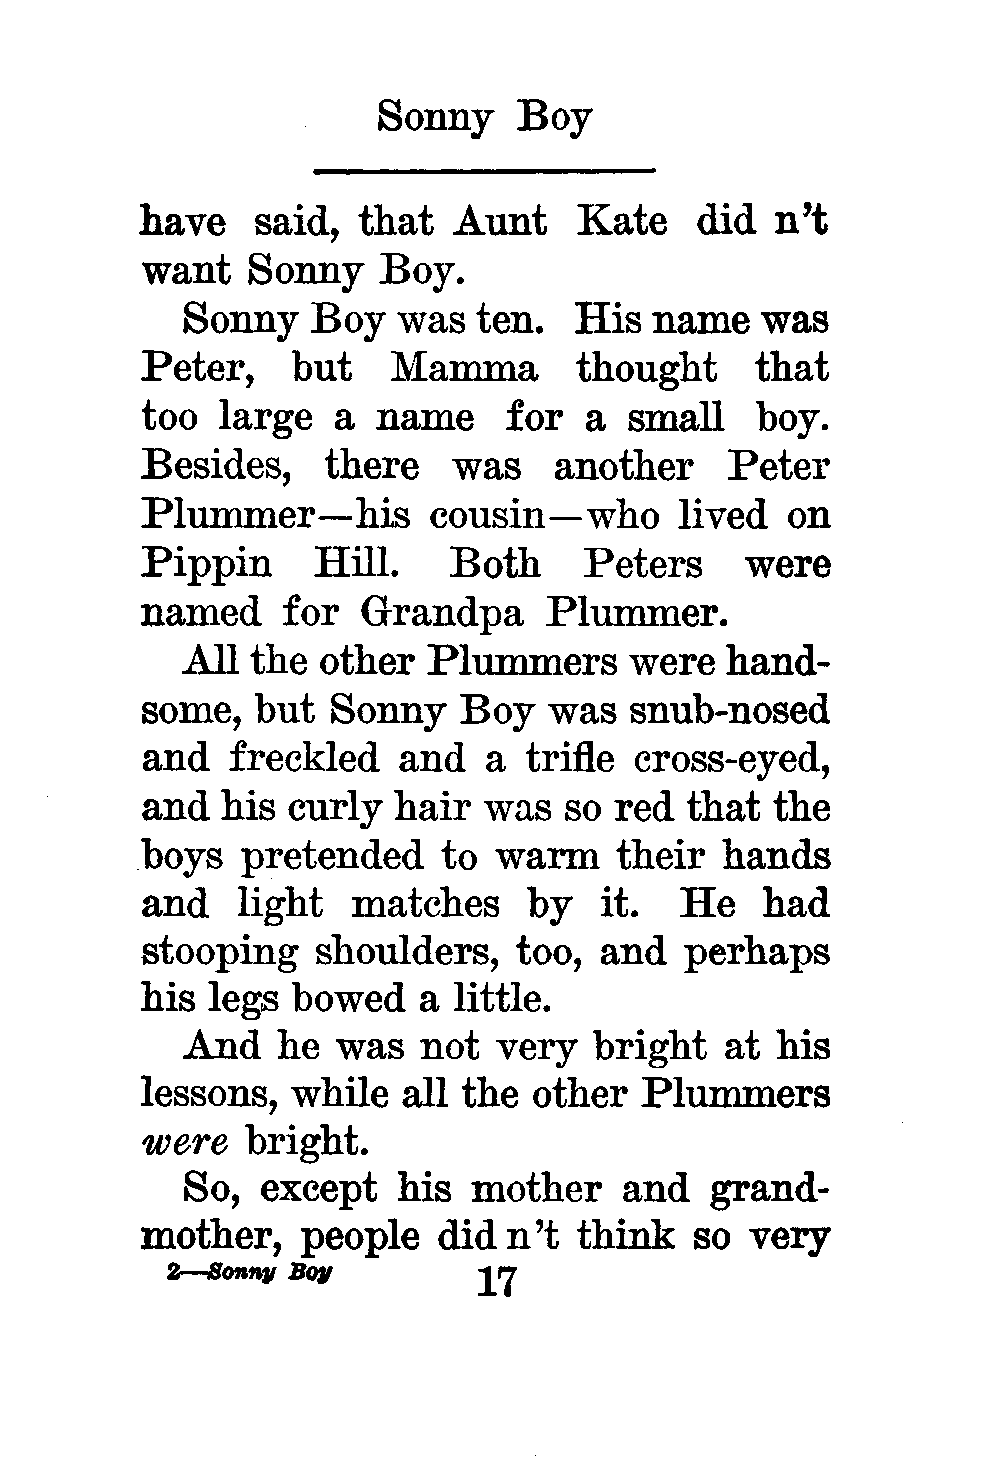 Sonny Boy
have said, that Aunt Kate did n't
want Sonny Boy.
Sonny Boy was ten. His name was
Peter, but Mamma thought that
too large a name for a small boy.
Besides, there was another Peter
Plummer—his cousin—who lived on
Pippin Hill. Both Peters were
named for Grandpa Plummer.
All the other Plummers were hand-
some, but Sonny Boy was snub-nosed
and freckled and a trifle cross-eyed,
and his curly hair was so red that the
boys pretended to warm their hands
and light matches by it. He had
stooping shoulders, too, and perhaps
his legs bowed a little.
And he was not very bright at his
lessons, while all the other Plummers
were bright.
So, except his mother and grand-
mother, people did n't think so very
2—Sonny Boy 17